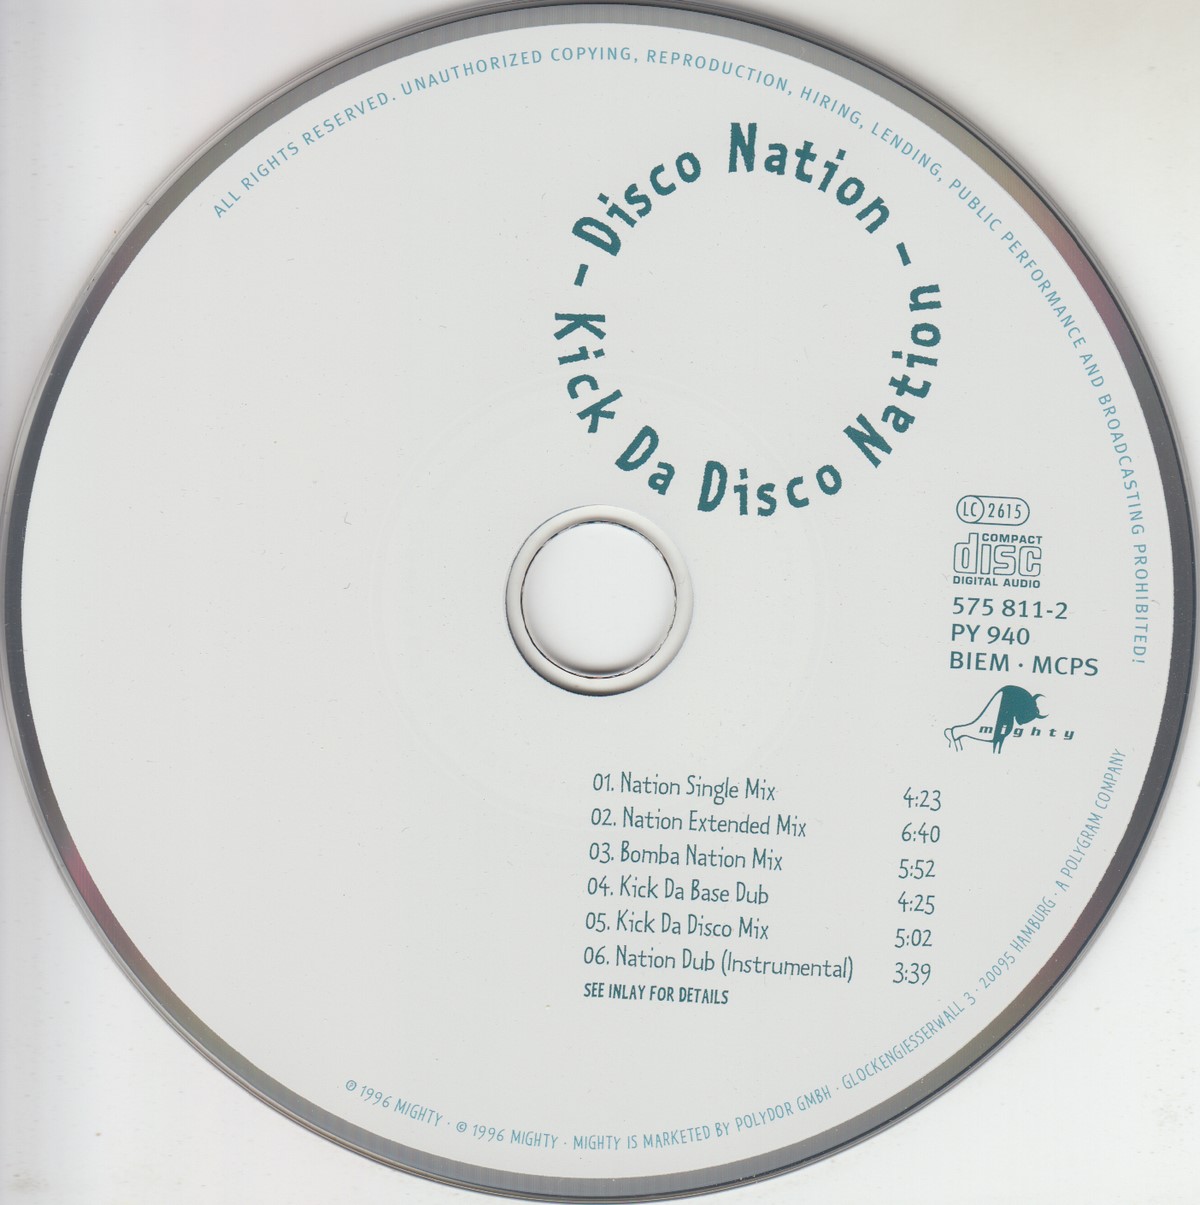 ALL RIGHTS RESERVED. UNAUTHORIZED COPYING, REPRODUCTION, HIRING, LENDING, PUBLIC PERFORMANCE AND BROADCASTING PROHIBITED!
- Disco Nation -
Kick Da Disco Nation
LC 2615
COMPACT
disc
DIGITAL AUDIO
575 811-2
PY 940
BIEM · MCPS
mighty
01. Nation Single Mix 4:23
02. Nation Extended Mix 6:40
03. Bomba Nation Mix 5:52
04. Kick Da Base Dub 4:25
05. Kick Da Disco Mix 5:02
06. Nation Dub (Instrumental) 3:39
SEE INLAY FOR DETAILS
℗ 1996 MIGHTY · © 1996 MIGHTY · MIGHTY IS MARKETED BY POLYDOR GMBH · GLOCKENGIESSERWALL 3 · 20095 HAMBURG · A POLYGRAM COMPANY